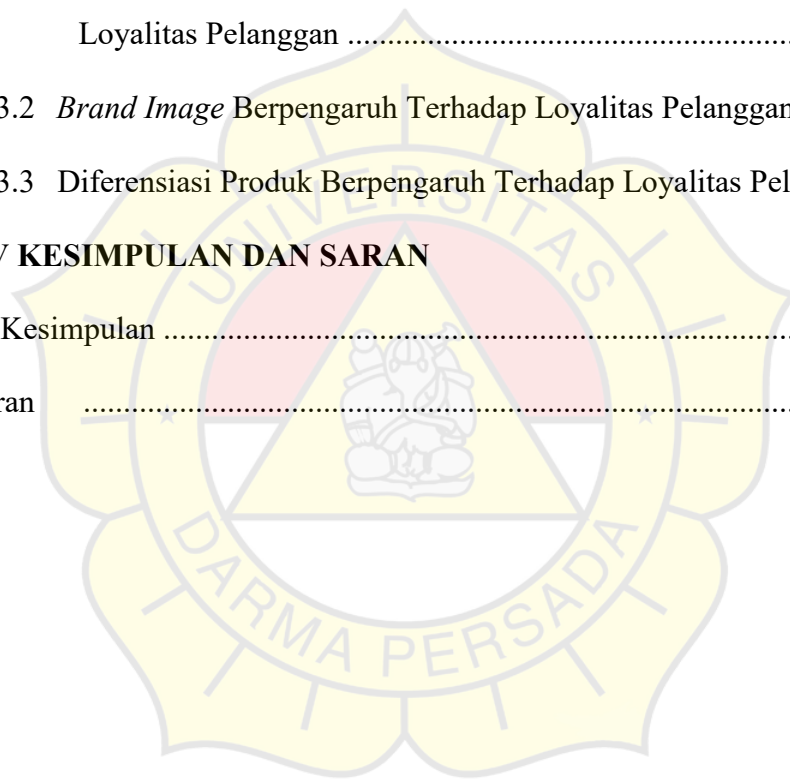 Loyalitas Pelanggan ..........................................................
3.2 Brand Image Berpengaruh Terhadap Loyalitas Pelanggan
3.3 Diferensiasi Produk Berpengaruh Terhadap Loyalitas Pel
V KESIMPULAN DAN SARAN
Kesimpulan ................................................................................
ran ..........................................................................................
UNIVERSITAS
DARMA PERSADA